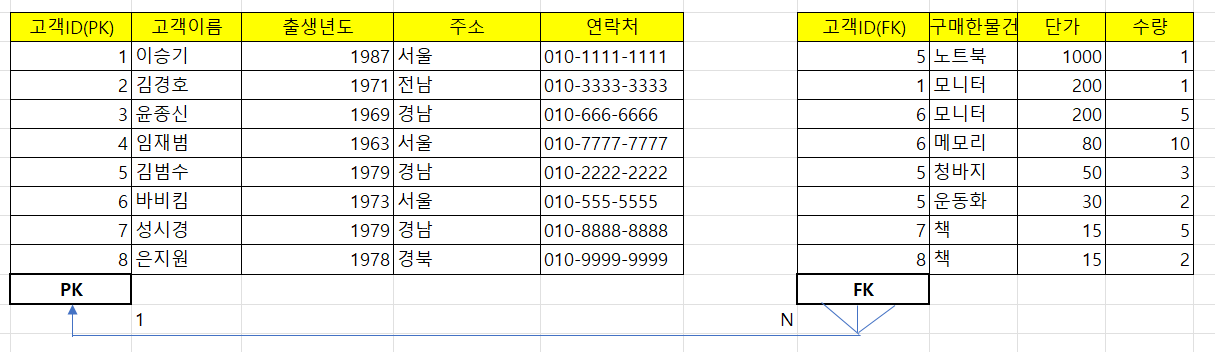 고객ID(PK) 고객이름 출생년도 주소 연락처 고객ID(FK) 구매한물건 단가 수량
1 이승기 1987 서울 010-1111-1111 5 노트북 1000 1
2 김경호 1971 전남 010-3333-3333 1 모니터 200 1
3 윤종신 1969 경남 010-666-6666 6 모니터 200 5
4 임재범 1963 서울 010-7777-7777 6 메모리 80 10
5 김범수 1979 경남 010-2222-2222 5 청바지 50 3
6 바비킴 1973 서울 010-555-5555 5 운동화 30 2
7 성시경 1979 경남 010-8888-8888 7 책 15 5
8 은지원 1978 경북 010-9999-9999 8 책 15 2
PK FK
1 N